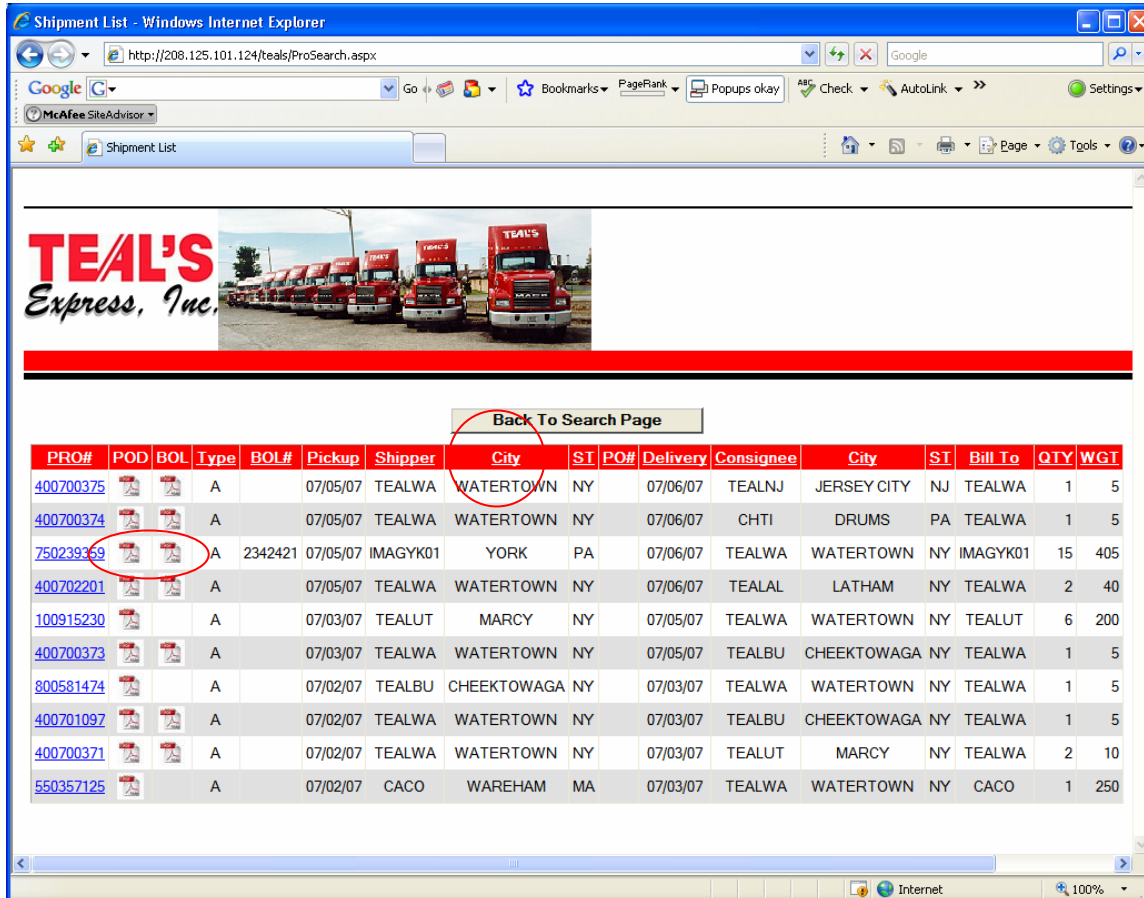 Shipment List - Windows Internet Explorer
http://208.125.101.124/teals/ProSearch.aspx Google
Google G Go Bookmarks PageRank Popups okay ABC Check AutoLink » Settings
McAfee SiteAdvisor
Shipment List Page Tools
TEAL'S
Express, Inc.
TEAL'S
TEAL'S
TEAL'S
MACK
Back To Search Page
PRO# POD BOL Type BOL# Pickup Shipper City ST PO# Delivery Consignee City ST Bill To QTY WGT
400700375 A 07/05/07 TEALWA WATERTOWN NY 07/06/07 TEALNJ JERSEY CITY NJ TEALWA 1 5
400700374 A 07/05/07 TEALWA WATERTOWN NY 07/06/07 CHTI DRUMS PA TEALWA 1 5
750239359 A 2342421 07/05/07 IMAGYK01 YORK PA 07/06/07 TEALWA WATERTOWN NY IMAGYK01 15 405
400702201 A 07/05/07 TEALWA WATERTOWN NY 07/06/07 TEALAL LATHAM NY TEALWA 2 40
100915230 A 07/03/07 TEALUT MARCY NY 07/05/07 TEALWA WATERTOWN NY TEALUT 6 200
400700373 A 07/03/07 TEALWA WATERTOWN NY 07/05/07 TEALBU CHEEKTOWAGA NY TEALWA 1 5
800581474 A 07/02/07 TEALBU CHEEKTOWAGA NY 07/03/07 TEALWA WATERTOWN NY TEALWA 1 5
400701097 A 07/02/07 TEALWA WATERTOWN NY 07/03/07 TEALBU CHEEKTOWAGA NY TEALWA 1 5
400700371 A 07/02/07 TEALWA WATERTOWN NY 07/03/07 TEALUT MARCY NY TEALWA 2 10
550357125 A 07/02/07 CACO WAREHAM MA 07/03/07 TEALWA WATERTOWN NY CACO 1 250
Internet 100%